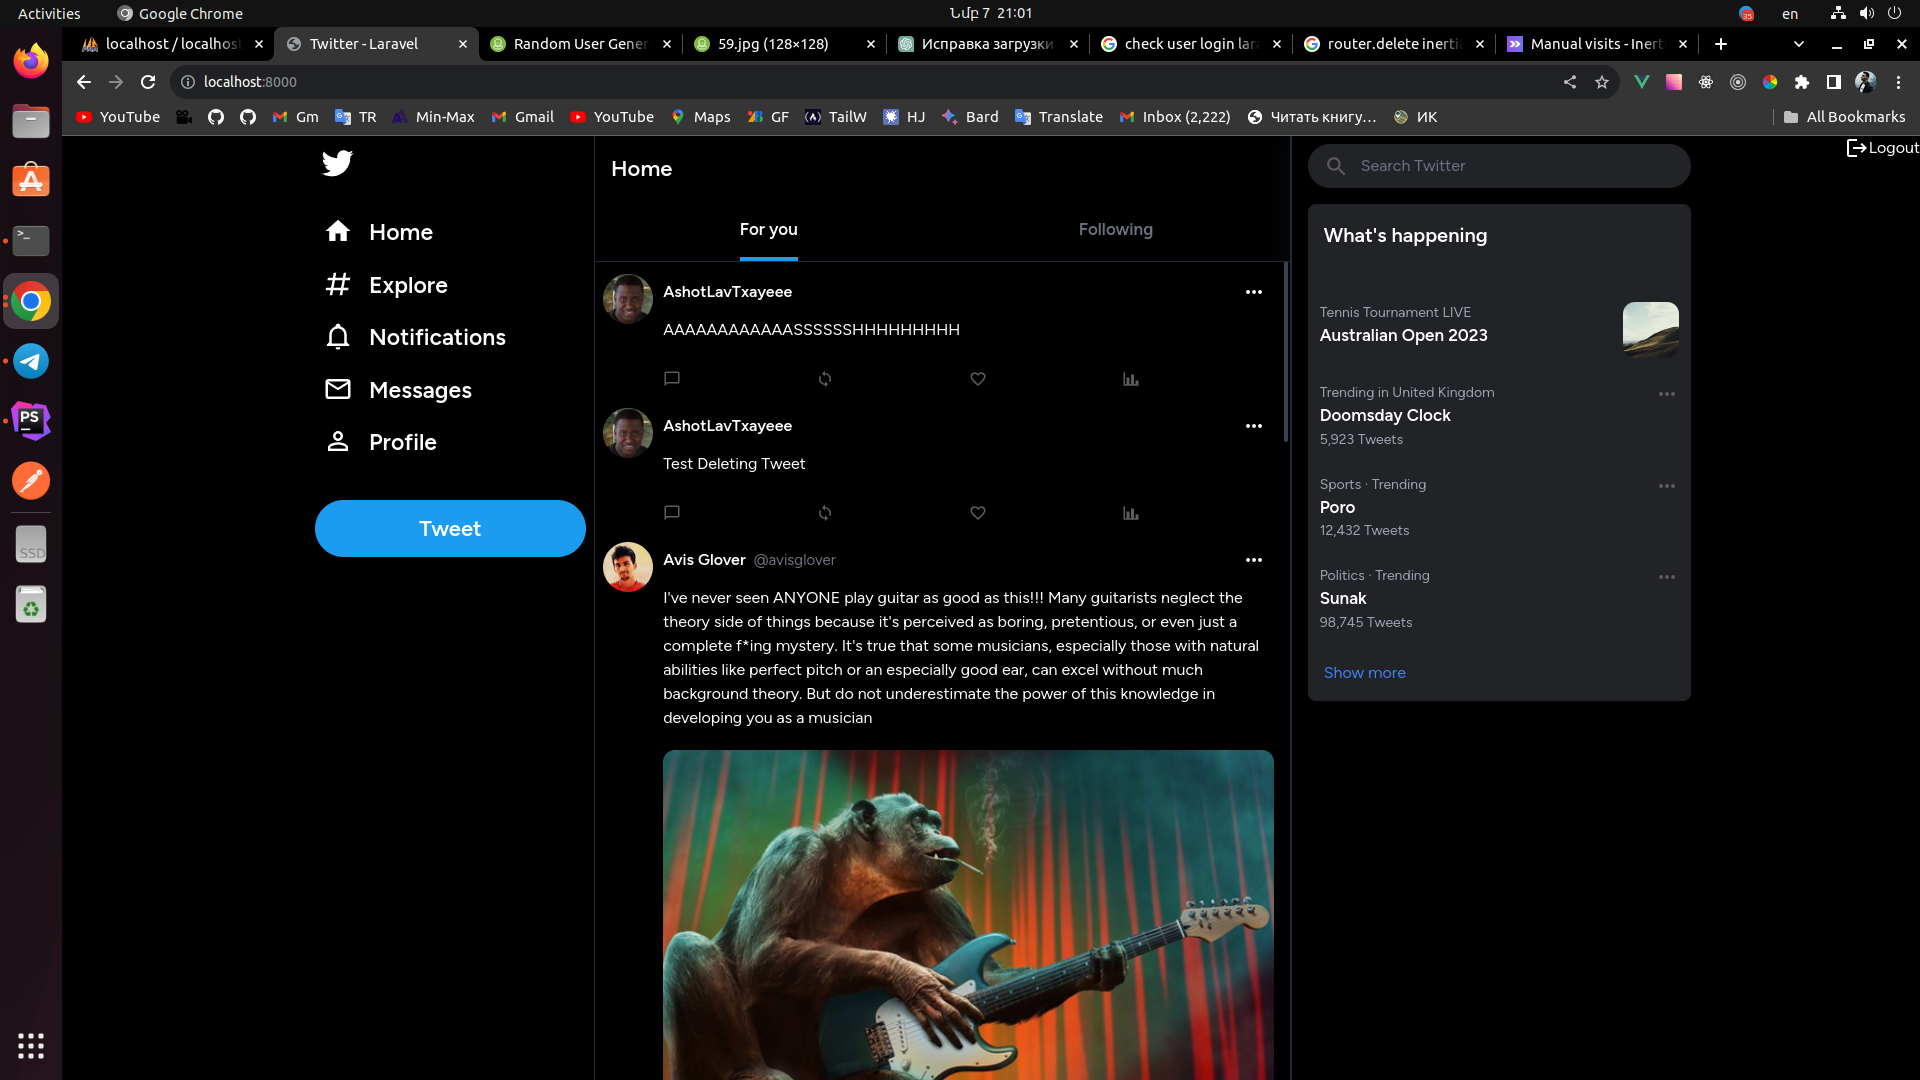 Activities
Google Chrome
Նմբ 7 21:01
35
en
localhost / localhost
Twitter - Laravel
Random User Gener
59.jpg (128×128)
Исправка загрузки
check user login lar
router.delete inertia
Manual visits - Inert
localhost:8000
YouTube
Gm
TR
Min-Max
Gmail
YouTube
Maps
GF
TailW
HJ
Bard
Translate
Inbox (2,222)
Читать книгу…
ИК
All Bookmarks
PS
SSD
Home
Explore
Notifications
Messages
Profile
Tweet
Home
For you
Following
AshotLavTxayeee
AAAAAAAAAAAASSSSSSHHHHHHHHH
AshotLavTxayeee
Test Deleting Tweet
Avis Glover @avisglover
I've never seen ANYONE play guitar as good as this!!! Many guitarists neglect the
theory side of things because it's perceived as boring, pretentious, or even just a
complete f*ing mystery. It's true that some musicians, especially those with natural
abilities like perfect pitch or an especially good ear, can excel without much
background theory. But do not underestimate the power of this knowledge in
developing you as a musician
Search Twitter
Logout
What's happening
Tennis Tournament LIVE
Australian Open 2023
Trending in United Kingdom
Doomsday Clock
5,923 Tweets
Sports · Trending
Poro
12,432 Tweets
Politics · Trending
Sunak
98,745 Tweets
Show more